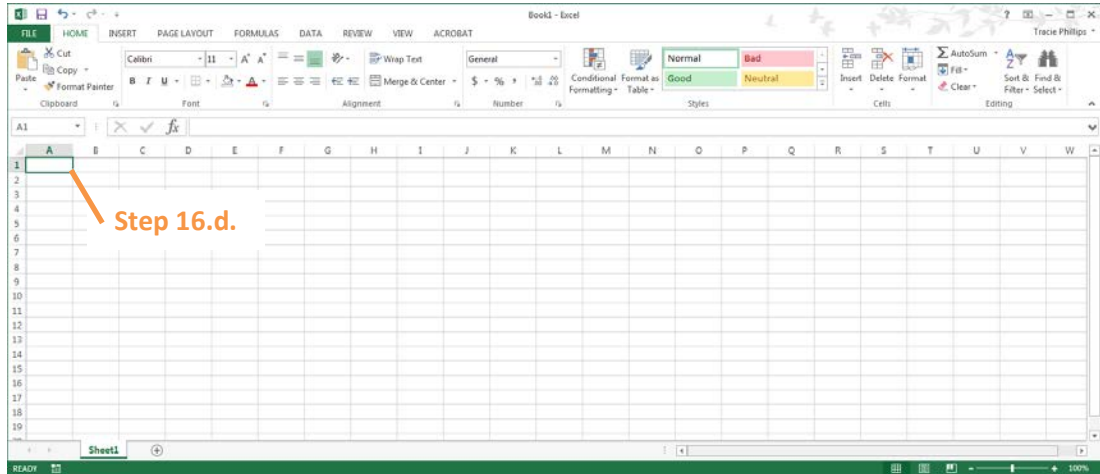 Book1 - Excel
FILE HOME INSERT PAGE LAYOUT FORMULAS DATA REVIEW VIEW ACROBAT Tracie Phillips
Cut
Copy
Format Painter
Paste
Clipboard
Calibri 11 A A
B I U A
Font
Wrap Text
Merge & Center
Alignment
General
$ % ,
Number
Conditional Formatting
Format as Table
Normal Bad
Good Neutral
Styles
Insert Delete Format
Cells
AutoSum
Fill
Clear
Sort & Filter
Find & Select
Editing
A1 fx
A B C D E F G H I J K L M N O P Q R S T U V W
1
2
3
4
5
6
7
8
9
10
11
12
13
14
15
16
17
18
19
Step 16.d.
Sheet1
READY 100%